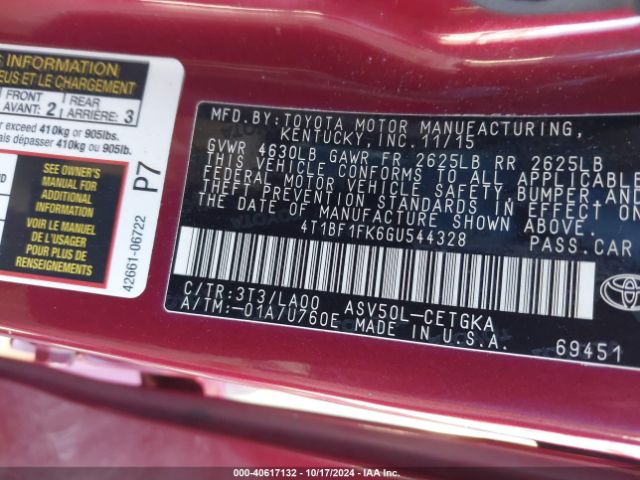 INFORMATION
EUS ET LE CHARGEMENT
FRONT
AVANT: 2
REAR
ARRIÈRE: 3
exceed 410kg or 905lbs.
dépasser 410kg ou 905lbs.
SEE OWNER'S
MANUAL FOR
ADDITIONAL
INFORMATION
VOIR LE MANUEL
DE L'USAGER
POUR PLUS DE
RENSEIGNEMENTS
42661-06722
P7
MFD.BY:TOYOTA MOTOR MANUFACTURING,
KENTUCKY, INC.11/15
GVWR 4630LB GAWR FR 2625LB RR 2625LB
THIS VEHICLE CONFORMS TO ALL APPLICABLE
FEDERAL MOTOR VEHICLE SAFETY, BUMPER, AND
THEFT PREVENTION STANDARDS IN EFFECT ON
THE DATE OF MANUFACTURE SHOWN ABOVE.
4T1BF1FK6GU544328 PASS.CAR
C/TR:3T3/LA00 ASV50L-CETGKA
A/TM:-01A/U760E MADE IN U.S.A. 69451
000-40617132 - 10/17/2024 - IAA Inc.